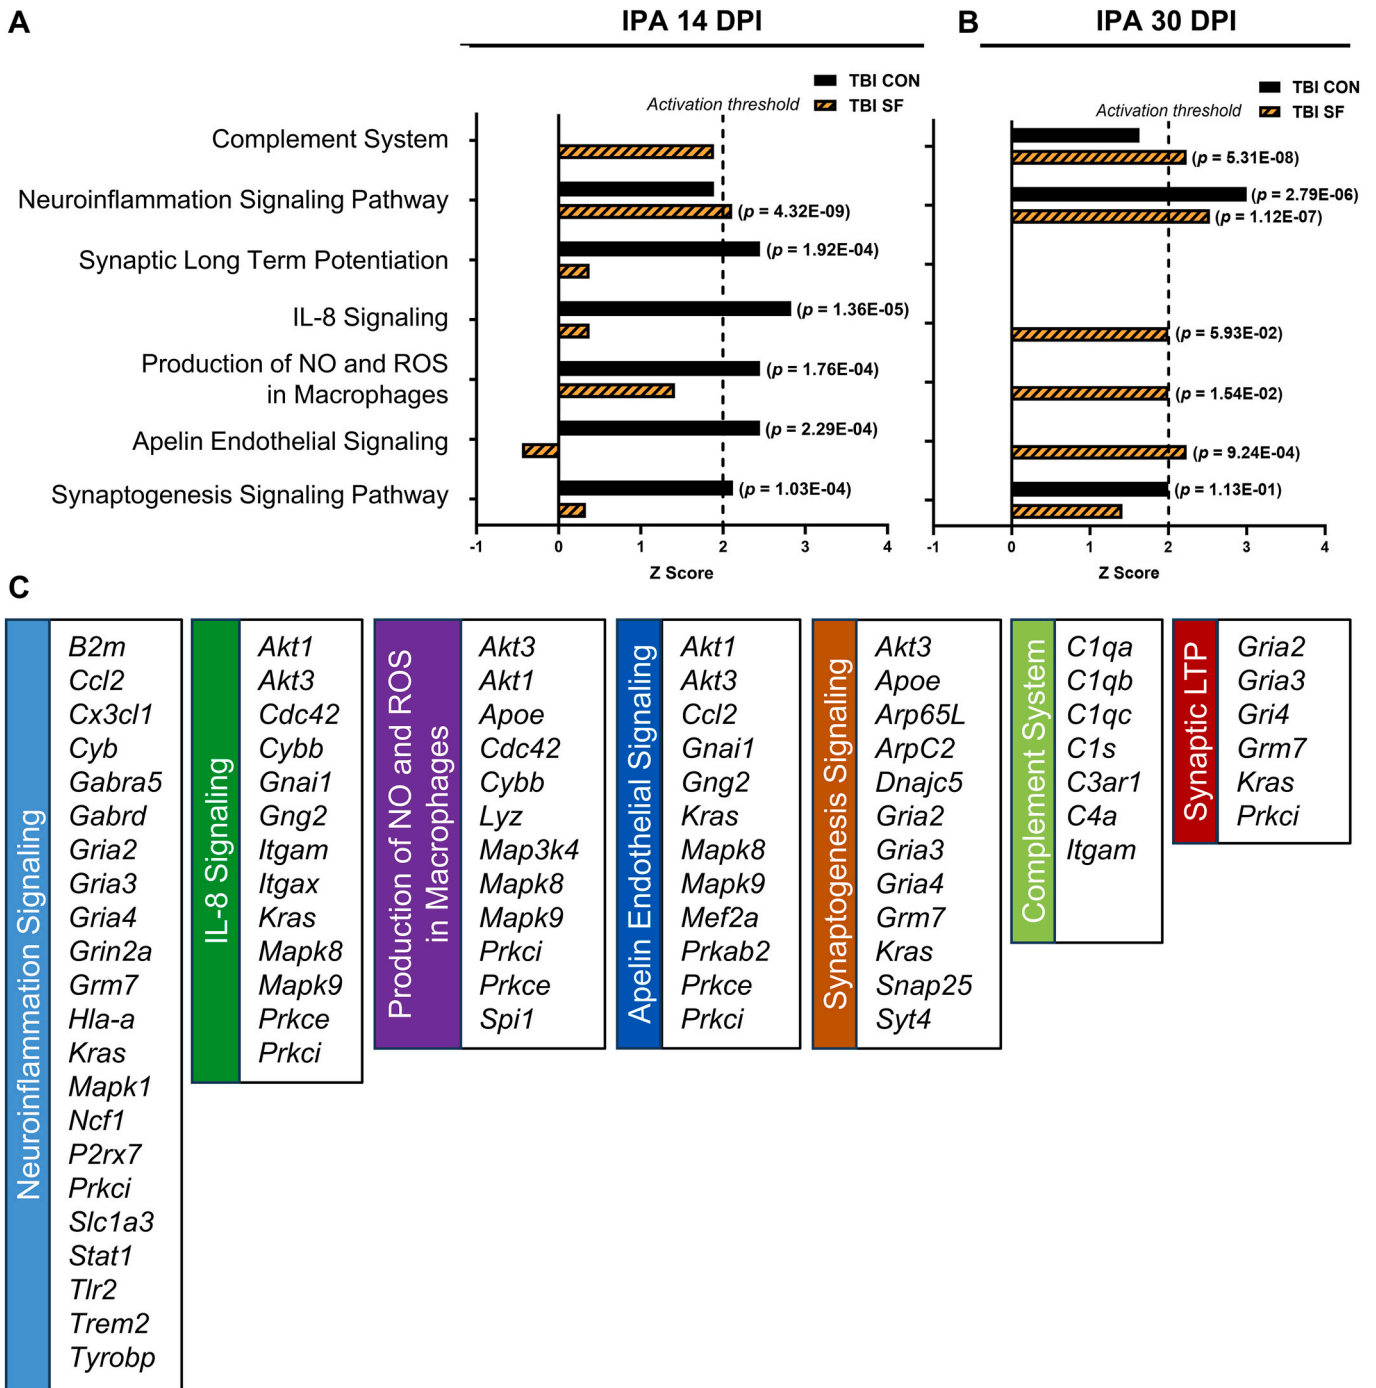 A
IPA 14 DPI
TBI CON
TBI SF
Activation threshold
Complement System
Neuroinflammation Signaling Pathway
(p = 4.32E-09)
Synaptic Long Term Potentiation
(p = 1.92E-04)
IL-8 Signaling
(p = 1.36E-05)
Production of NO and ROS
in Macrophages
(p = 1.76E-04)
Apelin Endothelial Signaling
(p = 2.29E-04)
Synaptogenesis Signaling Pathway
(p = 1.03E-04)
-1 0 1 2 3 4
Z Score
B
IPA 30 DPI
TBI CON
TBI SF
Activation threshold
(p = 5.31E-08)
(p = 2.79E-06)
(p = 1.12E-07)
(p = 5.93E-02)
(p = 1.54E-02)
(p = 9.24E-04)
(p = 1.13E-01)
-1 0 1 2 3 4
Z Score
C
Neuroinflammation Signaling
B2m
Ccl2
Cx3cl1
Cyb
Gabra5
Gabrd
Gria2
Gria3
Gria4
Grin2a
Grm7
Hla-a
Kras
Mapk1
Ncf1
P2rx7
Prkci
Slc1a3
Stat1
Tlr2
Trem2
Tyrobp
IL-8 Signaling
Akt1
Akt3
Cdc42
Cybb
Gnai1
Gng2
Itgam
Itgax
Kras
Mapk8
Mapk9
Prkce
Prkci
Production of NO and ROS
in Macrophages
Akt3
Akt1
Apoe
Cdc42
Cybb
Lyz
Map3k4
Mapk8
Mapk9
Prkci
Prkce
Spi1
Apelin Endothelial Signaling
Akt1
Akt3
Ccl2
Gnai1
Gng2
Kras
Mapk8
Mapk9
Mef2a
Prkab2
Prkce
Prkci
Synaptogenesis Signaling
Akt3
Apoe
Arp65L
ArpC2
Dnajc5
Gria2
Gria3
Gria4
Grm7
Kras
Snap25
Syt4
Complement System
C1qa
C1qb
C1qc
C1s
C3ar1
C4a
Itgam
Synaptic LTP
Gria2
Gria3
Gri4
Grm7
Kras
Prkci